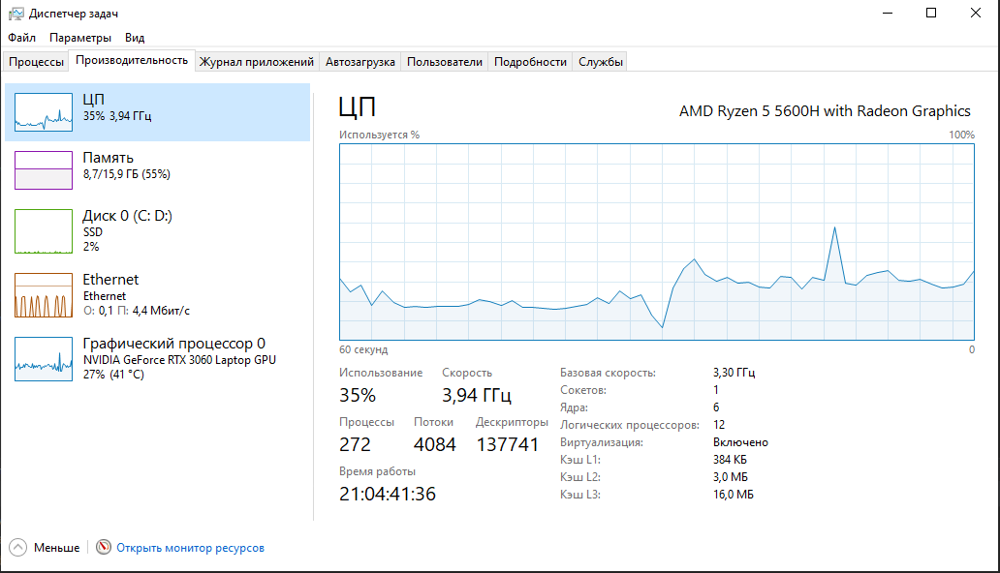 Диспетчер задач
Файл Параметры Вид
Процессы Производительность Журнал приложений Автозагрузка Пользователи Подробности Службы
ЦП
35% 3,94 ГГц
Память
8,7/15,9 ГБ (55%)
Диск 0 (C: D:)
SSD
2%
Ethernet
Ethernet
О: 0,1 П: 4,4 Мбит/с
Графический процессор 0
NVIDIA GeForce RTX 3060 Laptop GPU
27% (41 °C)
ЦП AMD Ryzen 5 5600H with Radeon Graphics
Используется % 100%
60 секунд 0
Использование Скорость
35% 3,94 ГГц
Процессы Потоки Дескрипторы
272 4084 137741
Время работы
21:04:41:36
Базовая скорость: 3,30 ГГц
Сокетов: 1
Ядра: 6
Логических процессоров: 12
Виртуализация: Включено
Кэш L1: 384 КБ
Кэш L2: 3,0 МБ
Кэш L3: 16,0 МБ
Меньше Открыть монитор ресурсов